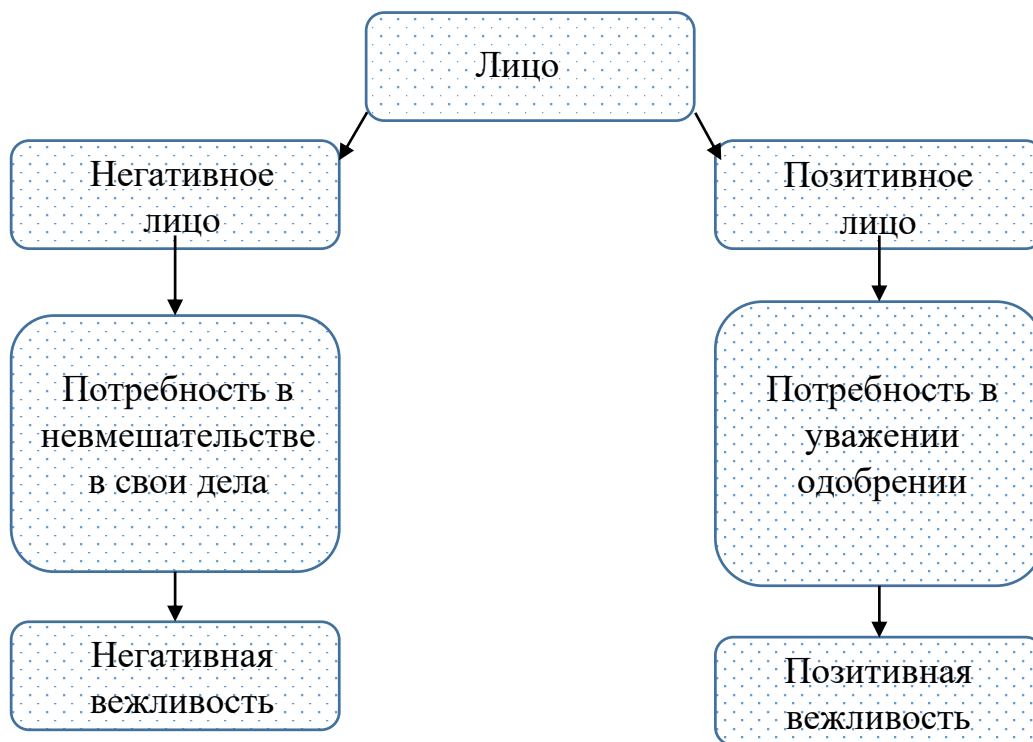 Лицо
Негативное
лицо
Позитивное
лицо
Потребность в
невмешательстве
в свои дела
Потребность в
уважении
одобрении
Негативная
вежливость
Позитивная
вежливость